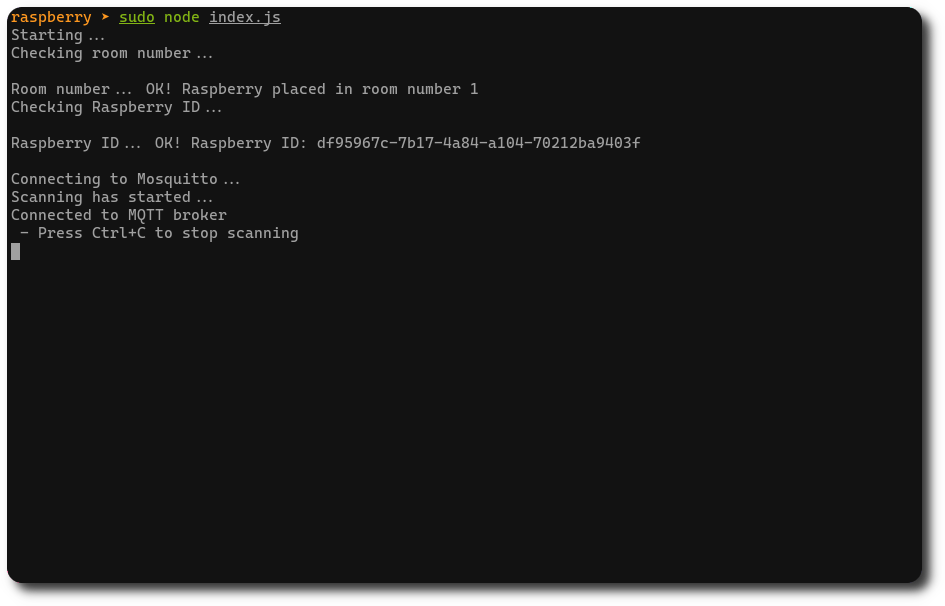 raspberry ➤ sudo node index.js
Starting...
Checking room number...
Room number... OK! Raspberry placed in room number 1
Checking Raspberry ID...
Raspberry ID... OK! Raspberry ID: df95967c-7b17-4a84-a104-70212ba9403f
Connecting to Mosquitto...
Scanning has started...
Connected to MQTT broker
- Press Ctrl+C to stop scanning